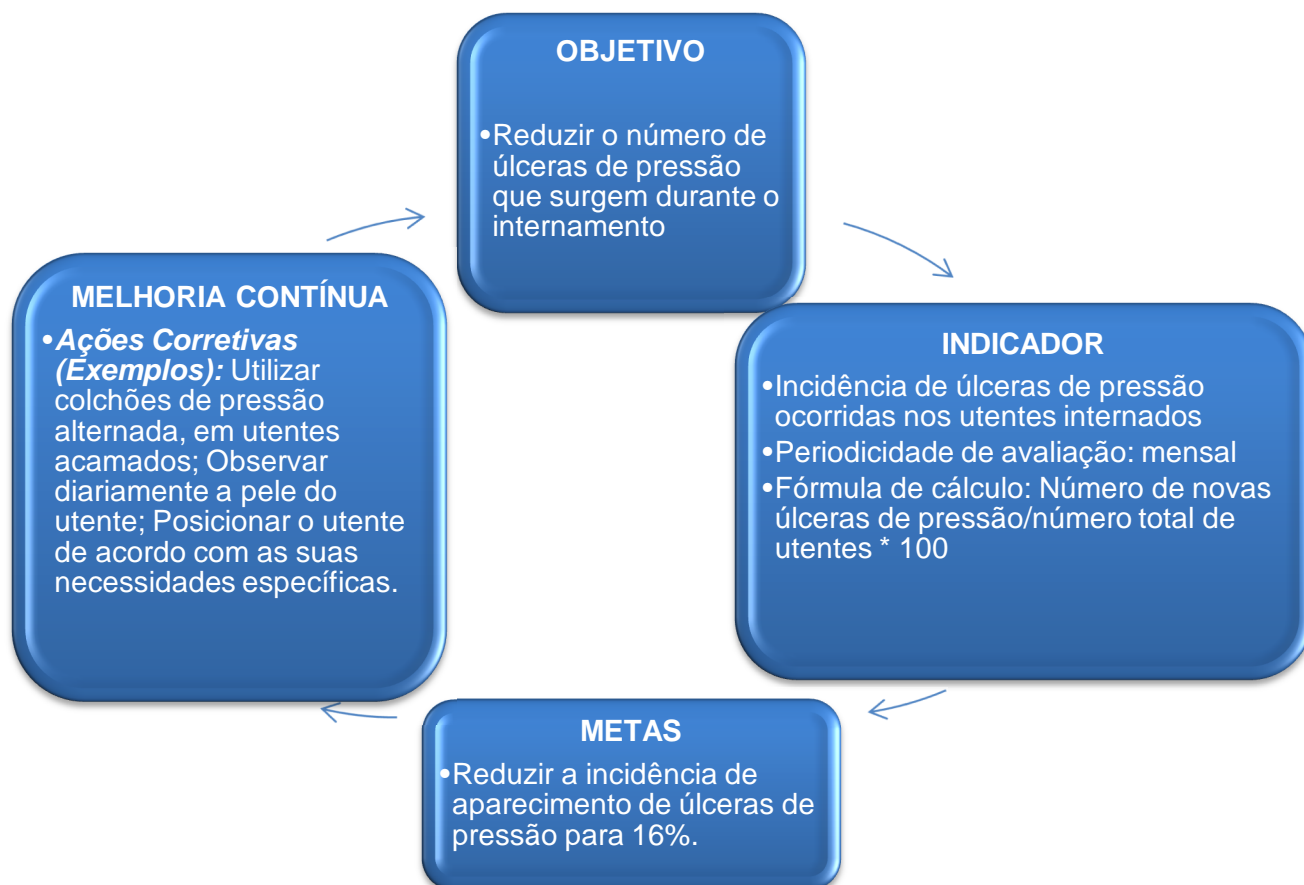 OBJETIVO
•Reduzir o número de
úlceras de pressão
que surgem durante o
internamento
INDICADOR
•Incidência de úlceras de pressão
ocorridas nos utentes internados
•Periodicidade de avaliação: mensal
•Fórmula de cálculo: Número de novas
úlceras de pressão/número total de
utentes * 100
METAS
•Reduzir a incidência de
aparecimento de úlceras de
pressão para 16%.
MELHORIA CONTÍNUA
•Ações Corretivas
(Exemplos): Utilizar
colchões de pressão
alternada, em utentes
acamados; Observar
diariamente a pele do
utente; Posicionar o utente
de acordo com as suas
necessidades específicas.